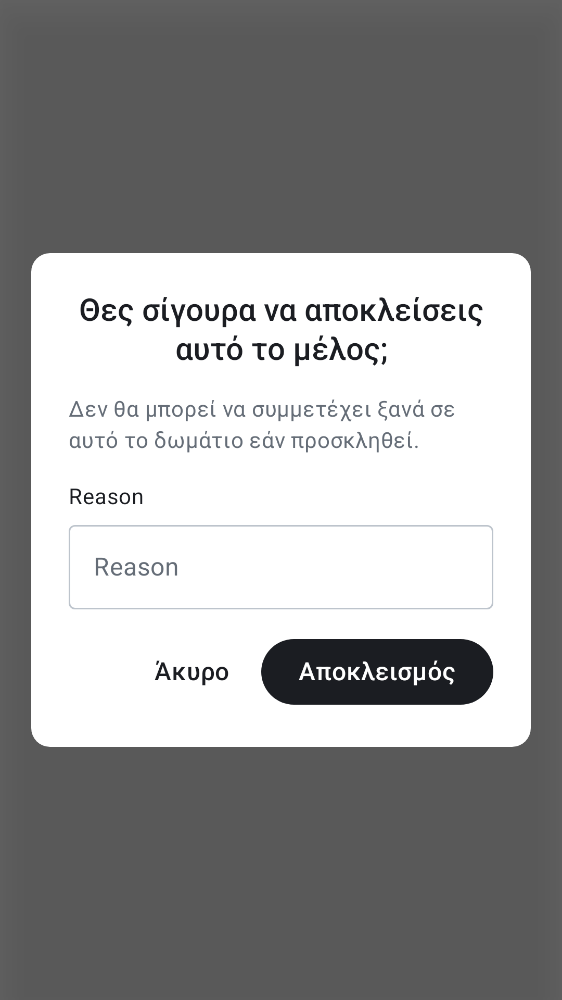 Θες σίγουρα να αποκλείσεις
αυτό το μέλος;
Δεν θα μπορεί να συμμετέχει ξανά σε
αυτό το δωμάτιο εάν προσκληθεί.
Reason
Reason
Άκυρο
Αποκλεισμός